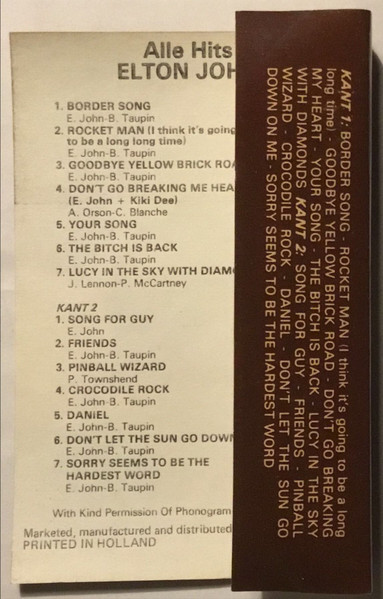 Alle Hits
ELTON JOH
1. BORDER SONG
E. John-B. Taupin
2. ROCKET MAN (I think it's going
to be a long long time)
E. John-B. Taupin
3. GOODBYE YELLOW BRICK ROA
E. John-B. Taupin
4. DON'T GO BREAKING ME HEA
(E. John + Kiki Dee)
A. Orson-C. Blanche
5. YOUR SONG
E. John-B. Taupin
6. THE BITCH IS BACK
E. John-B. Taupin
7. LUCY IN THE SKY WITH DIAM
J. Lennon-P. McCartney
KANT 2
1. SONG FOR GUY
E. John
2. FRIENDS
E. John-B. Taupin
3. PINBALL WIZARD
P. Townshend
4. CROCODILE ROCK
E. John-B. Taupin
5. DANIEL
E. John-B. Taupin
6. DON'T LET THE SUN GO DOWN
E. John-B. Taupin
7. SORRY SEEMS TO BE THE
HARDEST WORD
E. John-B. Taupin
With Kind Permission Of Phonogram
Marketed, manufactured and distributed
PRINTED IN HOLLAND
KANT 1: BORDER SONG - ROCKET MAN (I think it's going to be a long
long time) - GOODBYE YELLOW BRICK ROAD - DON'T GO BREAKING
MY HEART - YOUR SONG - THE BITCH IS BACK - LUCY IN THE SKY
WITH DIAMONDS KANT 2: SONG FOR GUY - FRIENDS - PINBALL
WIZARD - CROCODILE ROCK - DANIEL - DON'T LET THE SUN GO
DOWN ON ME - SORRY SEEMS TO BE THE HARDEST WORD